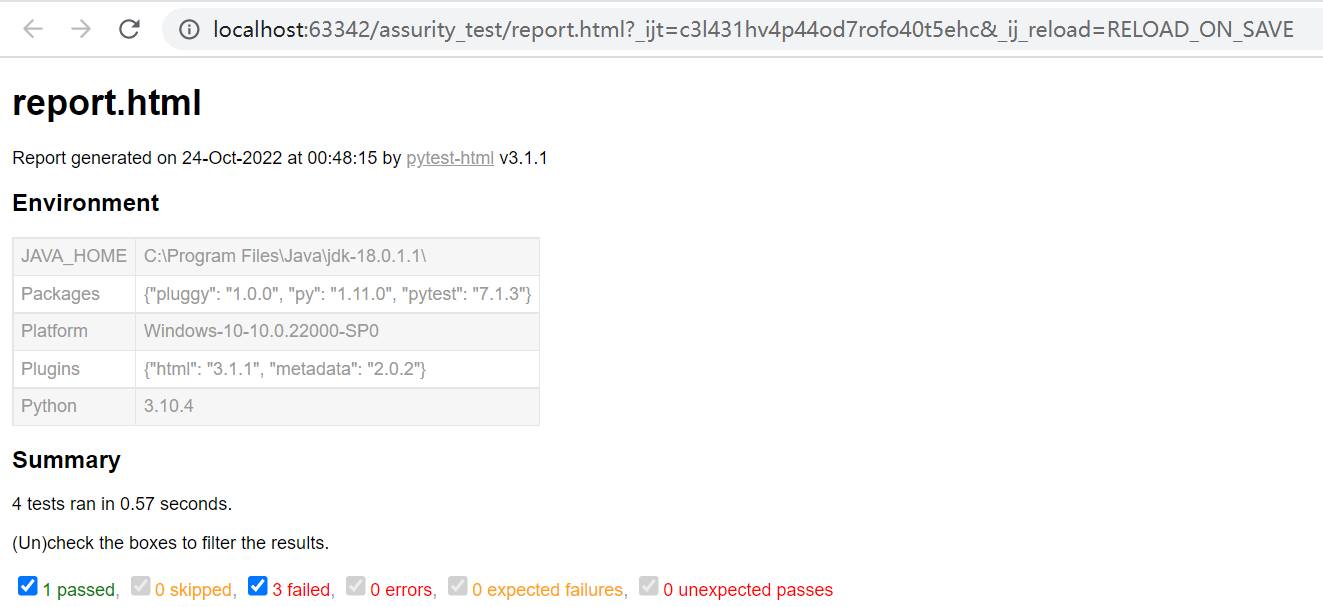 localhost:63342/assurity_test/report.html?_ijt=c3l431hv4p44od7rofo40t5ehc&_ij_reload=RELOAD_ON_SAVE
report.html
Report generated on 24-Oct-2022 at 00:48:15 by pytest-html v3.1.1
Environment
JAVA_HOME C:\Program Files\Java\jdk-18.0.1.1\
Packages {"pluggy": "1.0.0", "py": "1.11.0", "pytest": "7.1.3"}
Platform Windows-10-10.0.22000-SP0
Plugins {"html": "3.1.1", "metadata": "2.0.2"}
Python 3.10.4
Summary
4 tests ran in 0.57 seconds.
(Un)check the boxes to filter the results.
1 passed, 0 skipped, 3 failed, 0 errors, 0 expected failures, 0 unexpected passes